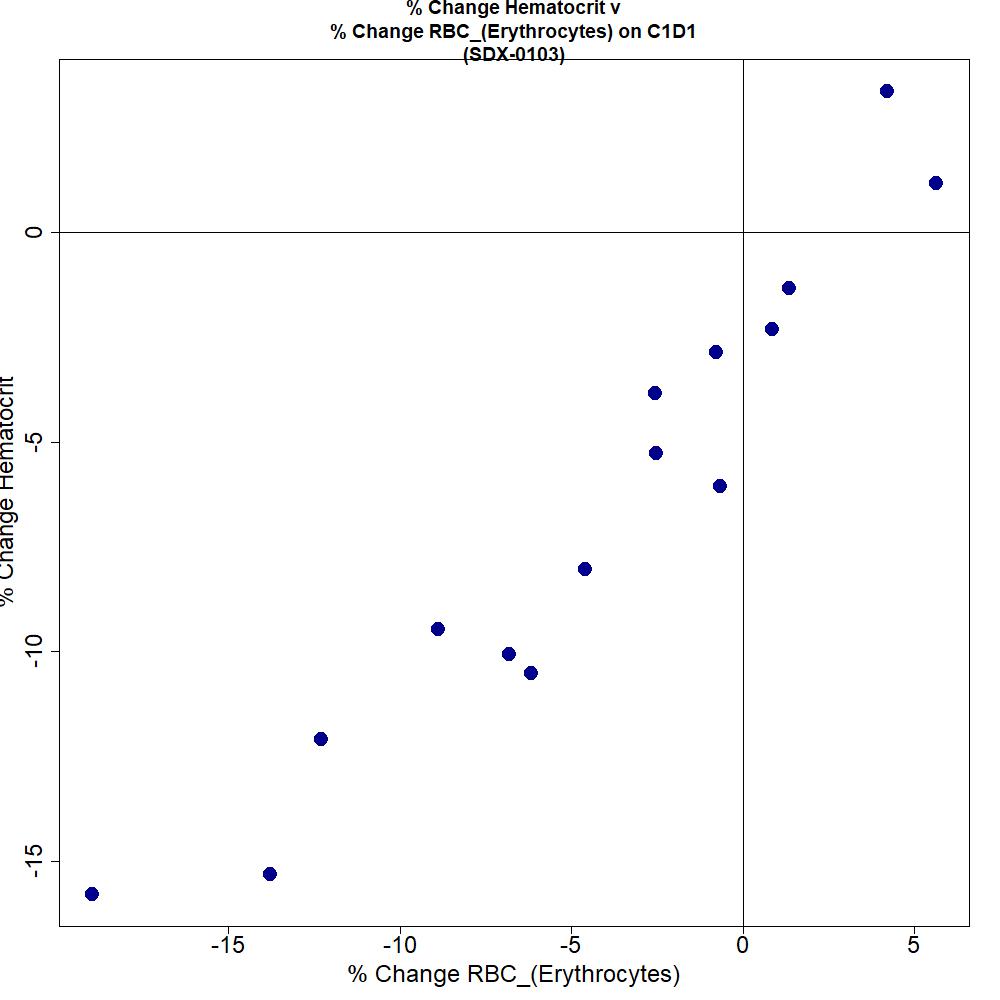 % Change Hematocrit v
% Change RBC_(Erythrocytes) on C1D1
(SDX-0103)
% Change Hematocrit
0
-5
-10
-15
-15
-10
-5
0
5
% Change RBC_(Erythrocytes)